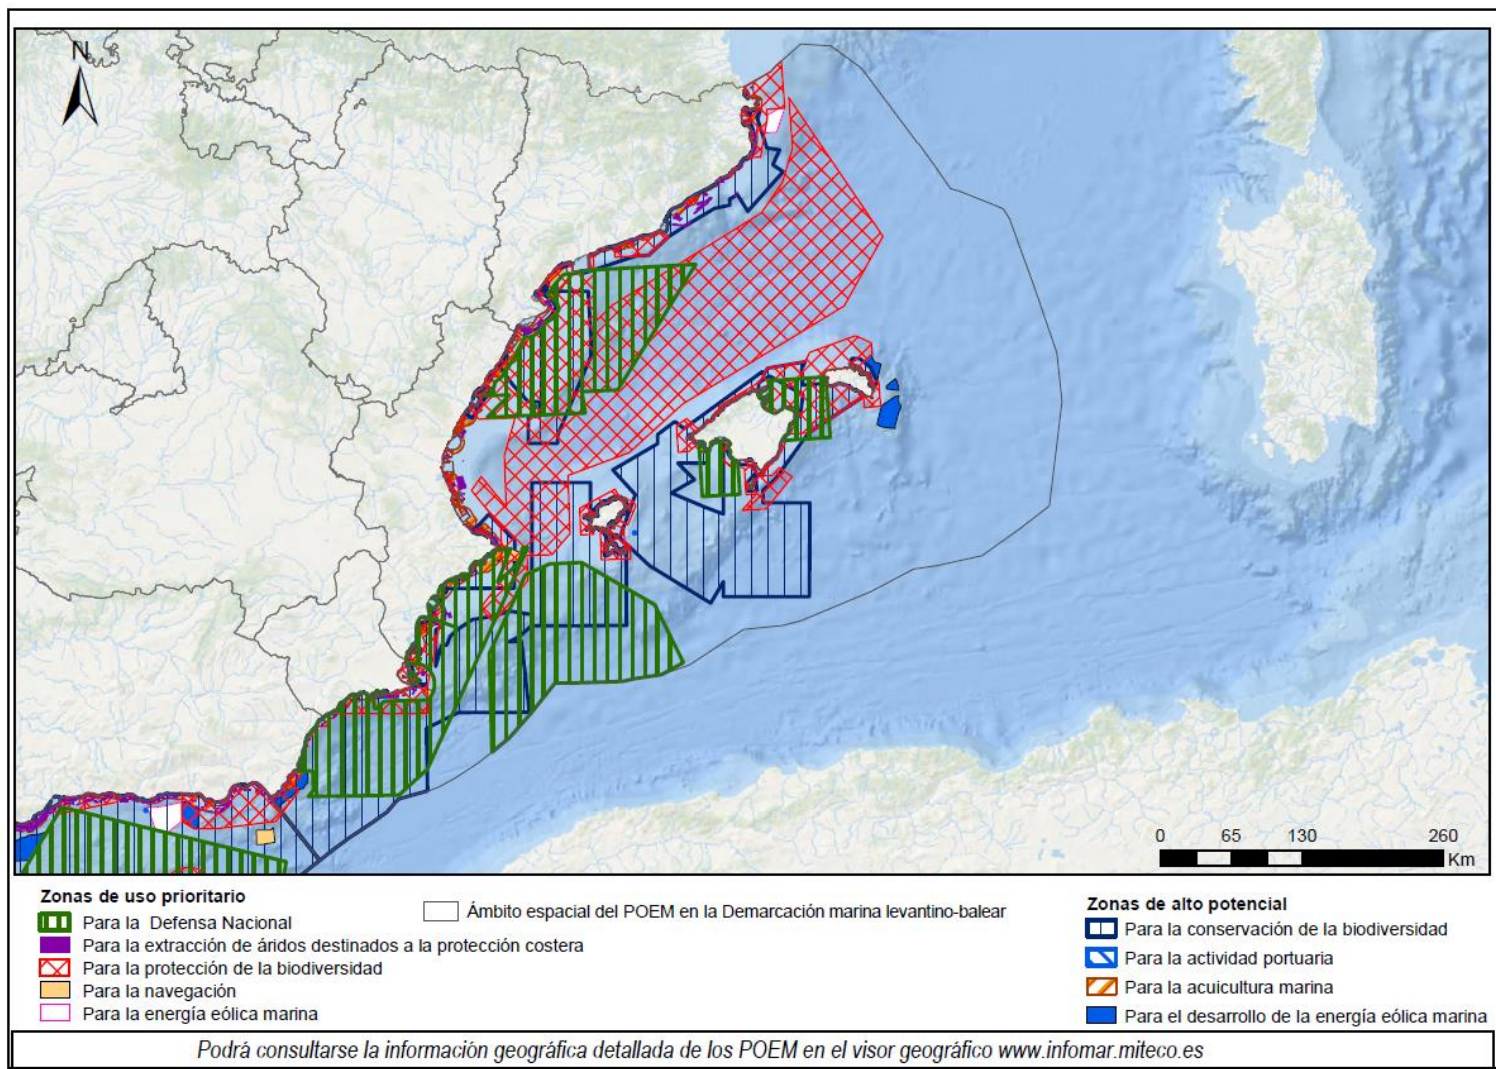 N
0 65 130 260
Km
Zonas de uso prioritario
Para la Defensa Nacional
Para la extracción de áridos destinados a la protección costera
Para la protección de la biodiversidad
Para la navegación
Para la energía eólica marina
Ámbito espacial del POEM en la Demarcación marina levantino-balear
Zonas de alto potencial
Para la conservación de la biodiversidad
Para la actividad portuaria
Para la acuicultura marina
Para el desarrollo de la energía eólica marina
Podrá consultarse la información geográfica detallada de los POEM en el visor geográfico www.infomar.miteco.es